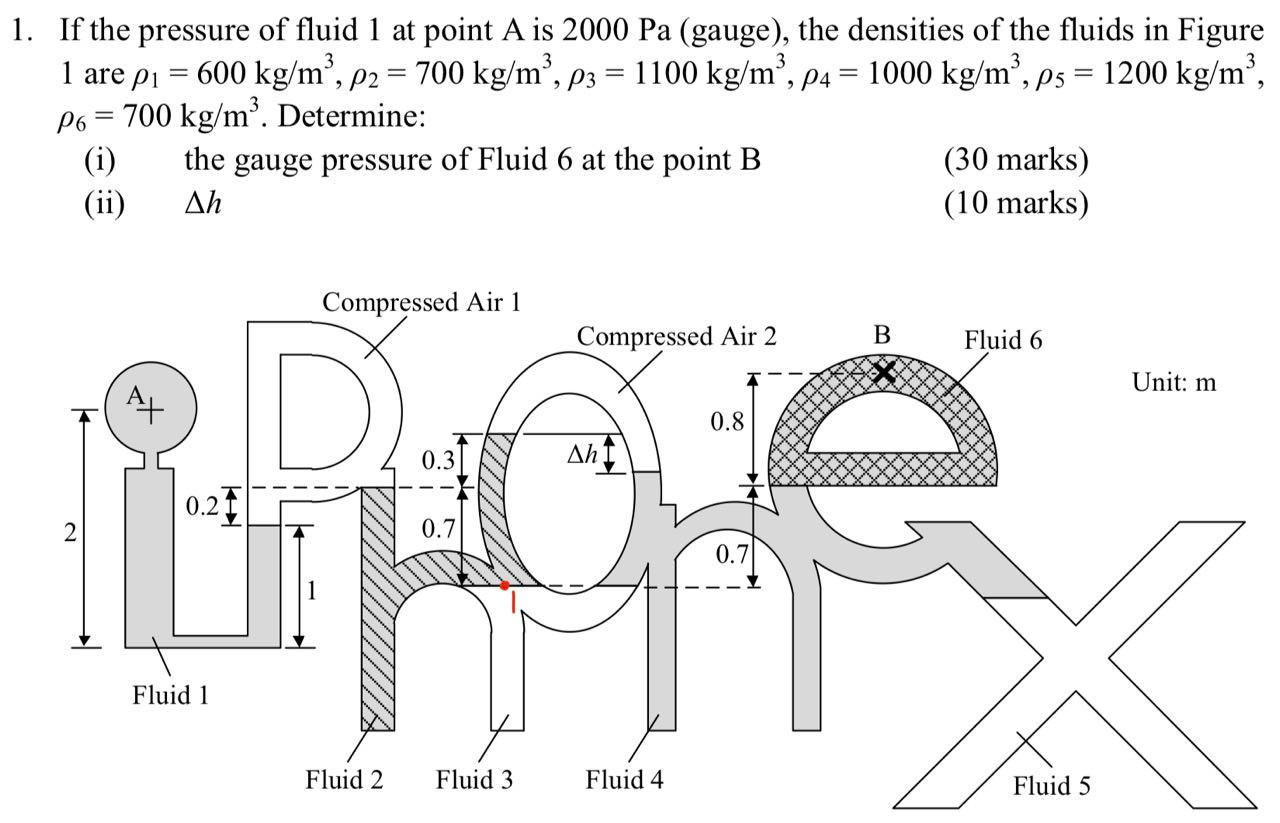 1. If the pressure of fluid 1 at point A is 2000 Pa (gauge), the densities of the fluids in Figure
1 are ρ₁ = 600 kg/m³, ρ₂ = 700 kg/m³, ρ₃ = 1100 kg/m³, ρ₄ = 1000 kg/m³, ρ₅ = 1200 kg/m³,
ρ₆ = 700 kg/m³. Determine:
(i) the gauge pressure of Fluid 6 at the point B (30 marks)
(ii) Δh (10 marks)
Compressed Air 1
Compressed Air 2
B
Fluid 6
Unit: m
A
0.8
0.3
Δh
0.2
2
0.7
0.7
1
1
Fluid 1
Fluid 2
Fluid 3
Fluid 4
Fluid 5